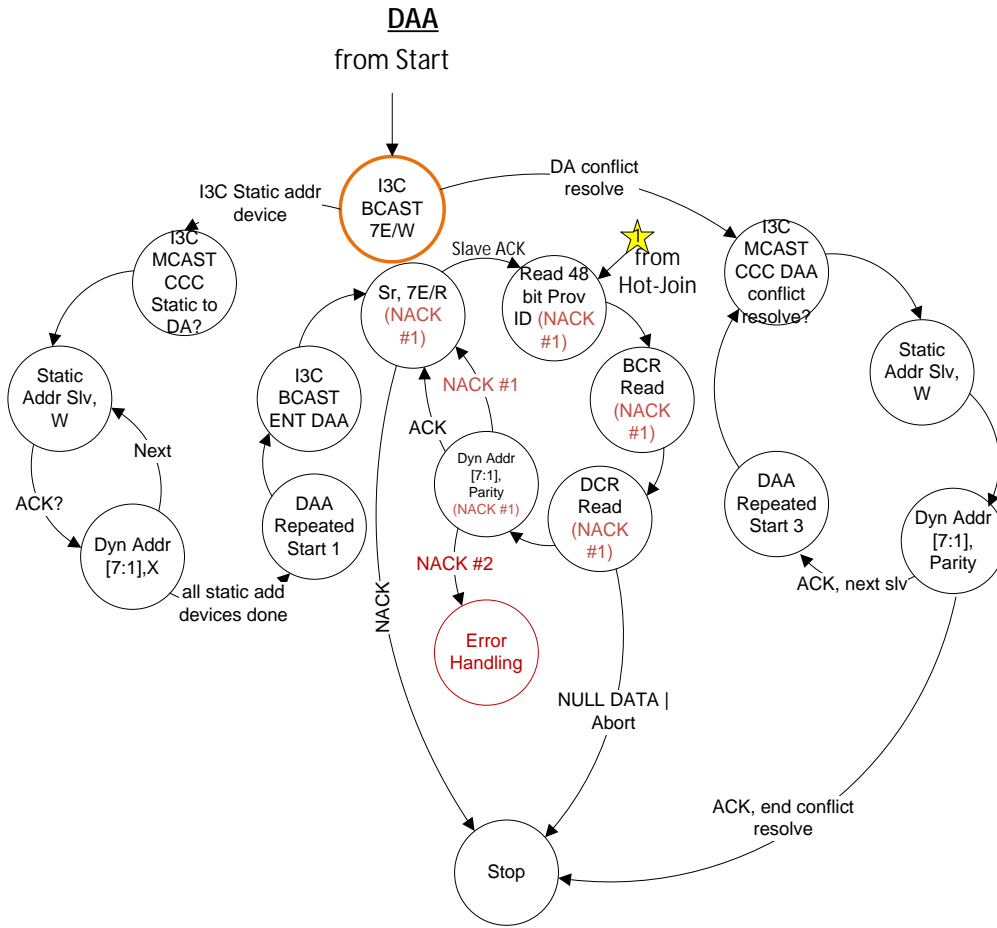 DAA
from Start
I3C
BCAST
7E/W
I3C Static addr
device
DA conflict
resolve
I3C
MCAST
CCC
Static to
DA?
Static
Addr Slv,
W
Next
ACK?
Dyn Addr
[7:1],X
all static add
devices done
DAA
Repeated
Start 1
I3C
BCAST
ENT DAA
Sr, 7E/R
(NACK
#1)
Slave ACK
1
from
Hot-Join
Read 48
bit Prov
ID (NACK
#1)
BCR
Read
(NACK
#1)
DCR
Read
(NACK
#1)
Dyn Addr
[7:1],
Parity
(NACK #1)
NACK #1
ACK
NACK #2
Error
Handling
NACK
NULL DATA |
Abort
I3C
MCAST
CCC DAA
conflict
resolve?
Static
Addr Slv,
W
Dyn Addr
[7:1],
Parity
ACK, next slv
DAA
Repeated
Start 3
ACK, end conflict
resolve
Stop